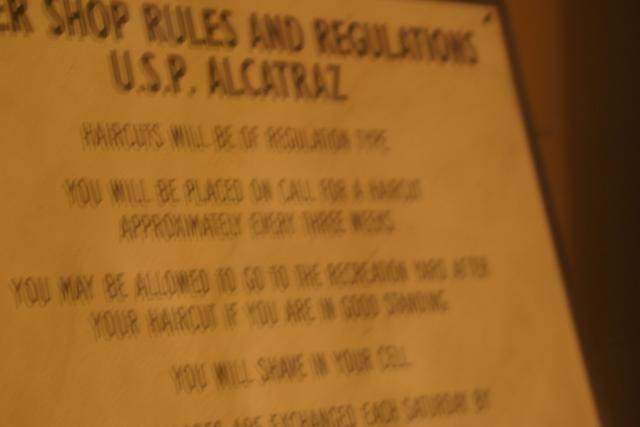 ER SHOP RULES AND REGULATIONS
U.S.P. ALCATRAZ
HAIRCUTS WILL BE OF REGULATION TYPE
YOU WILL BE PLACED ON CALL FOR A HAIRCUT
APPROXIMATELY EVERY THREE WEEKS
YOU MAY BE ALLOWED TO GO TO THE RECREATION YARD AFTER
YOUR HAIRCUT IF YOU ARE IN GOOD STANDING
YOU WILL SHAVE IN YOUR CELL
ARE EXCHANGED EACH SATURDAY BY